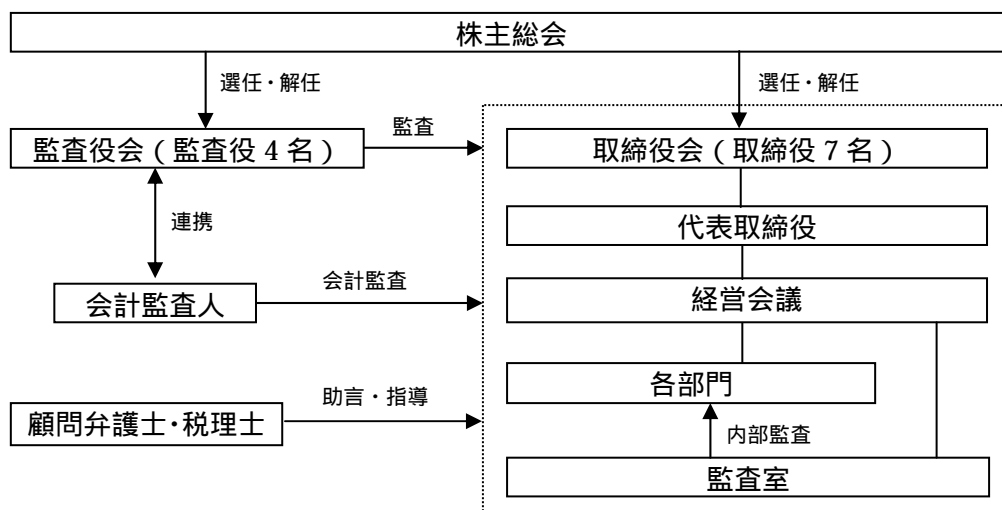 株主総会
選任・解任
選任・解任
監査役会(監査役4名)
監査
取締役会(取締役7名)
連携
代表取締役
会計監査人
会計監査
経営会議
各部門
顧問弁護士・税理士
助言・指導
内部監査
監査室